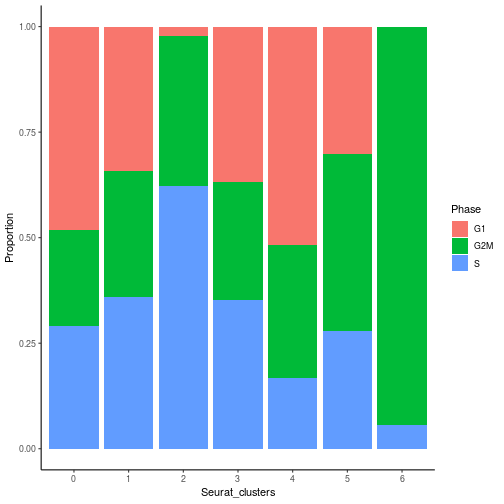 1.00
0.75
0.50
0.25
0.00
Proportion
0 1 2 3 4 5 6
Seurat_clusters
Phase
G1
G2M
S